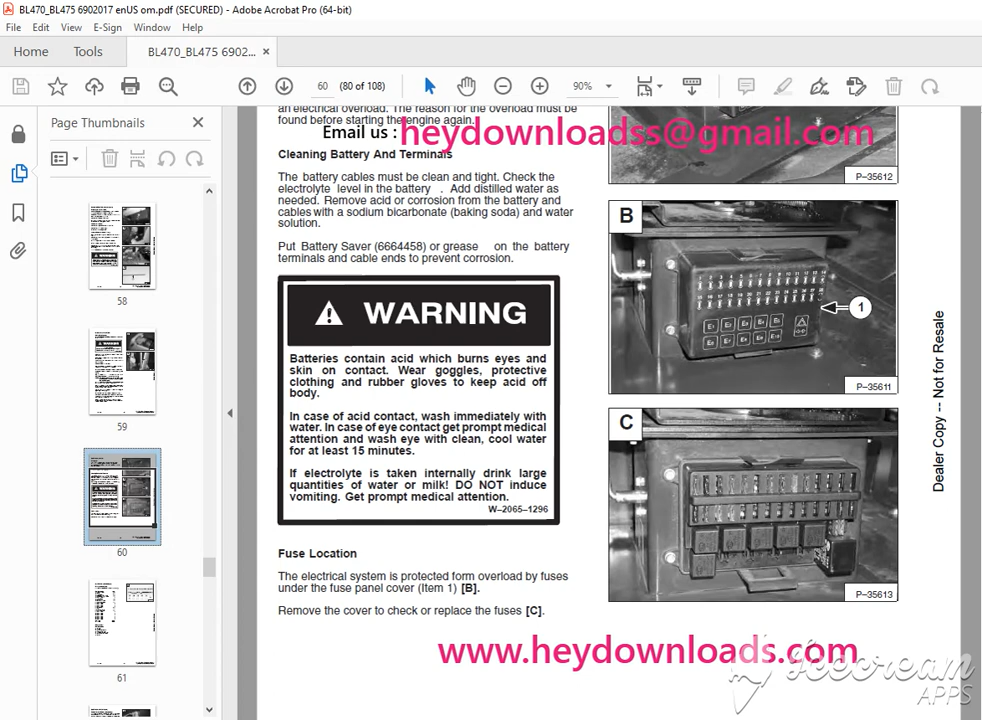 BL470_BL475 6902017 enUS om.pdf (SECURED) - Adobe Acrobat Pro (64-bit)
File Edit View E-Sign Window Help
Home Tools BL470_BL475 6902... ×
60 (80 of 108) 90%
Page Thumbnails
58
59
60
61
an electrical overload. The reason for the overload must be
found before starting the engine again.
Email us : heydownloadss@gmail.com
Cleaning Battery And Terminals
The battery cables must be clean and tight. Check the
electrolyte level in the battery . Add distilled water as
needed. Remove acid or corrosion from the battery and
cables with a sodium bicarbonate (baking soda) and water
solution.
Put Battery Saver (6664458) or grease on the battery
terminals and cable ends to prevent corrosion.
WARNING
Batteries contain acid which burns eyes and
skin on contact. Wear goggles, protective
clothing and rubber gloves to keep acid off
body.
In case of acid contact, wash immediately with
water. In case of eye contact get prompt medical
attention and wash eye with clean, cool water
for at least 15 minutes.
If electrolyte is taken internally drink large
quantities of water or milk! DO NOT induce
vomiting. Get prompt medical attention.
W–2065–1296
Fuse Location
The electrical system is protected form overload by fuses
under the fuse panel cover (Item 1) [B].
Remove the cover to check or replace the fuses [C].
P–35612
B
1
P–35611
C
P–35613
Dealer Copy -- Not for Resale
www.heydownloads.com
Icecream
APPS